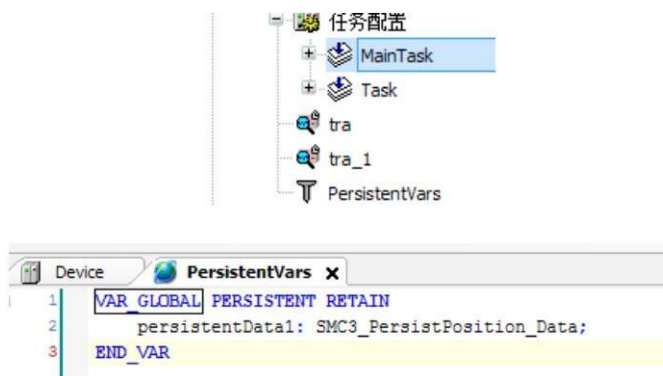 任务配置
MainTask
Task
tra
tra_1
PersistentVars
Device
PersistentVars x
1 VAR_GLOBAL PERSISTENT RETAIN
2 persistentData1: SMC3_PersistPosition_Data;
3 END_VAR